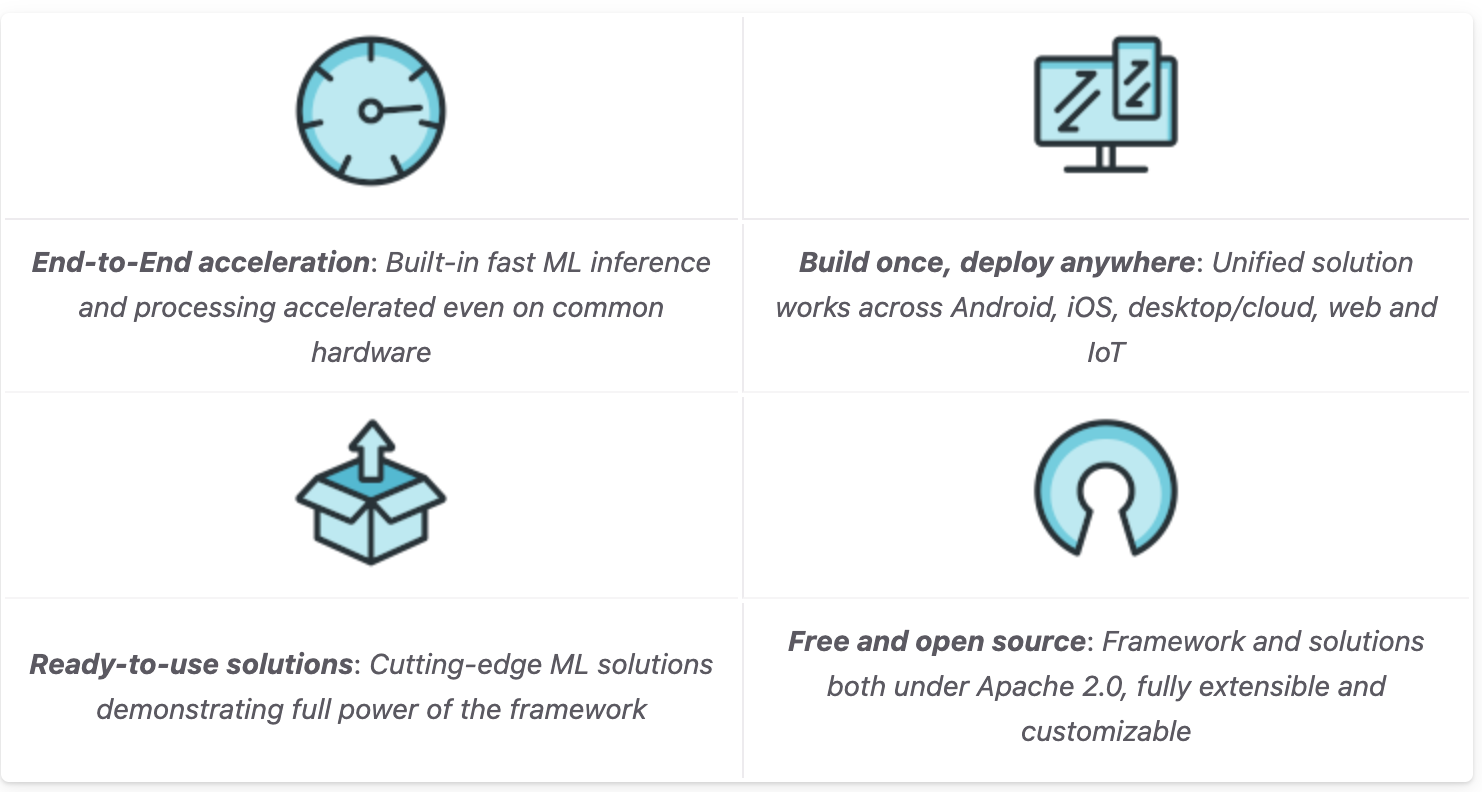 End-to-End acceleration: Built-in fast ML inference
and processing accelerated even on common
hardware
Build once, deploy anywhere: Unified solution
works across Android, iOS, desktop/cloud, web and
IoT
Ready-to-use solutions: Cutting-edge ML solutions
demonstrating full power of the framework
Free and open source: Framework and solutions
both under Apache 2.0, fully extensible and
customizable